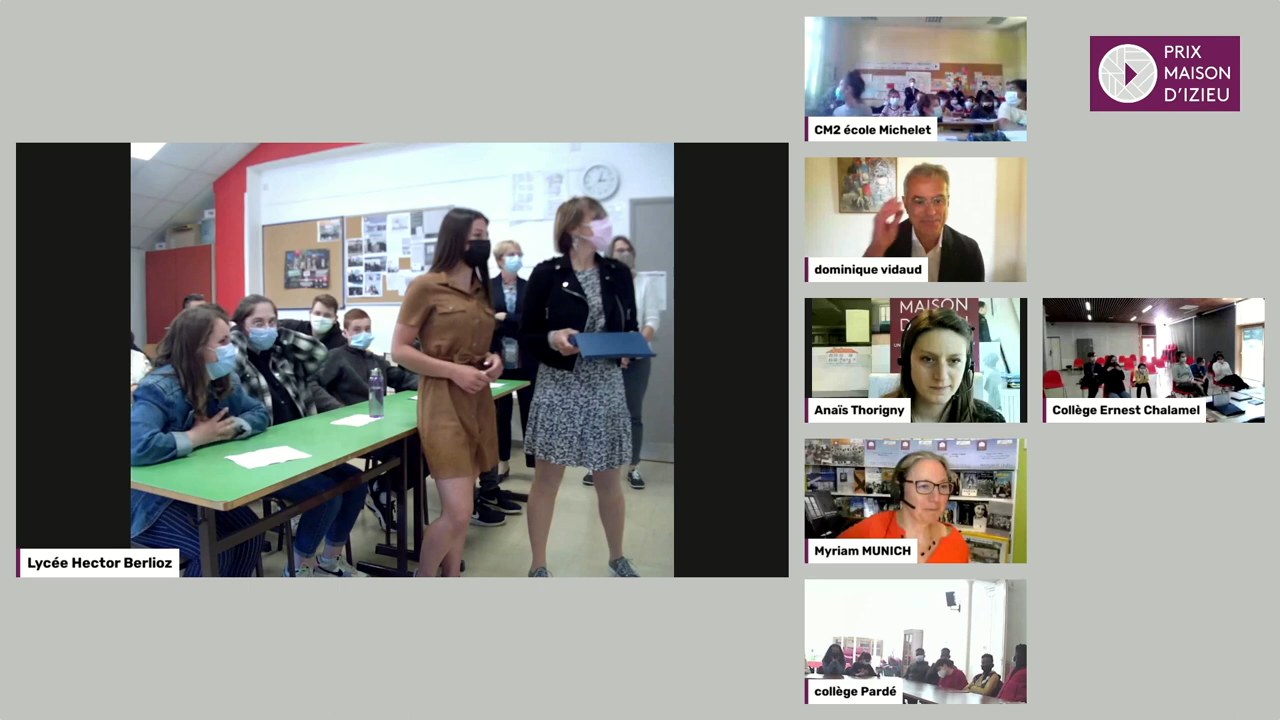 CM2 école Michelet
PRIX
MAISON
D'IZIEU
dominique vidaud
MAISON
Anaïs Thorigny
Collège Ernest Chalamel
Myriam MUNICH
Lycée Hector Berlioz
collège Pardé